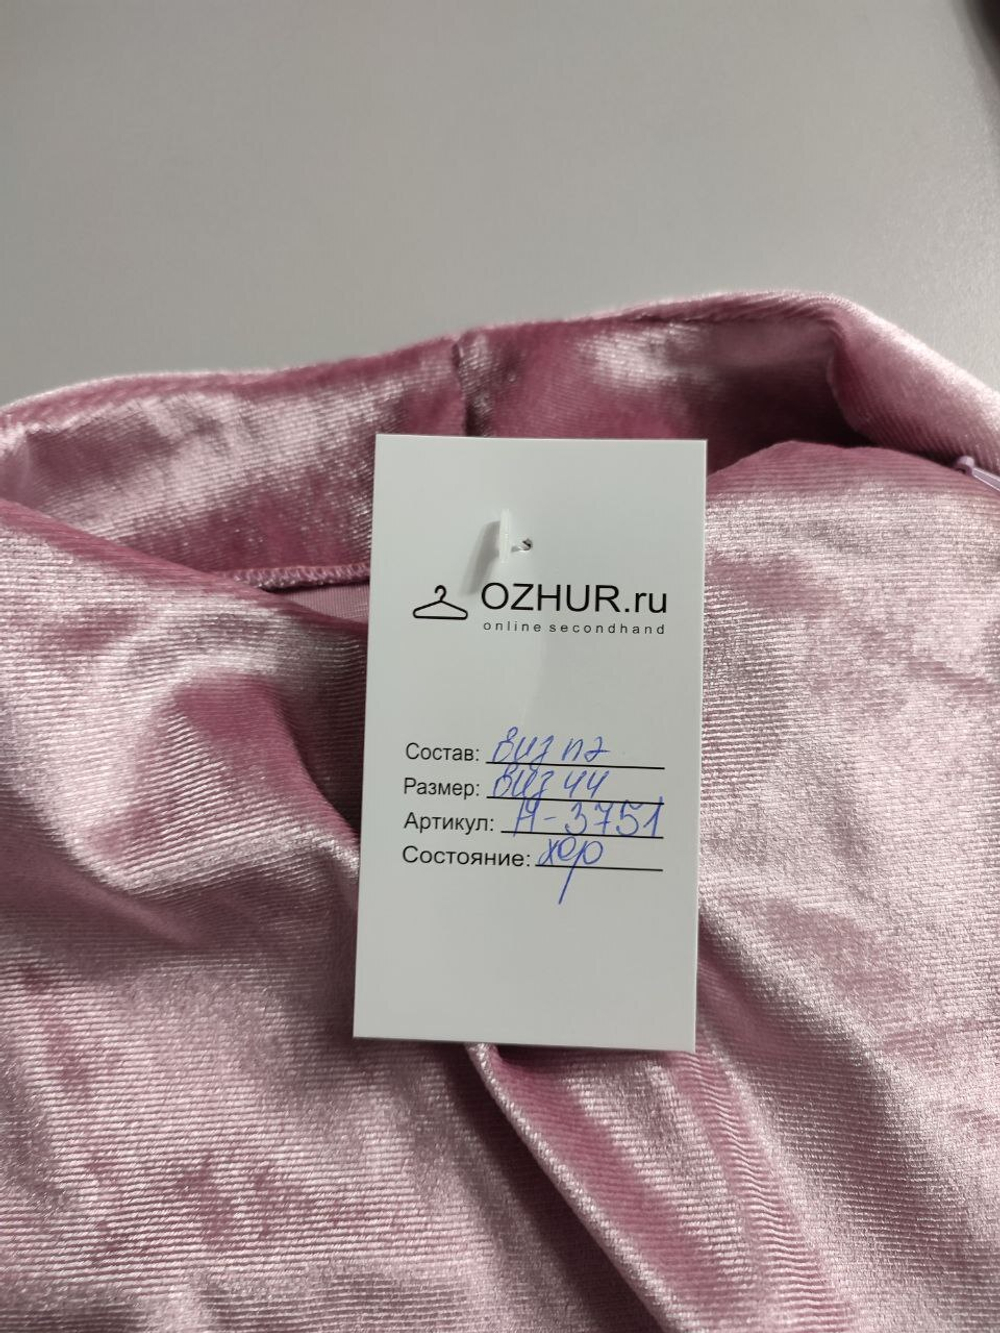 OZHUR.ru
online secondhand
Состав: виз пэ
Размер: виз 44
Артикул: Н-3751
Состояние: хор